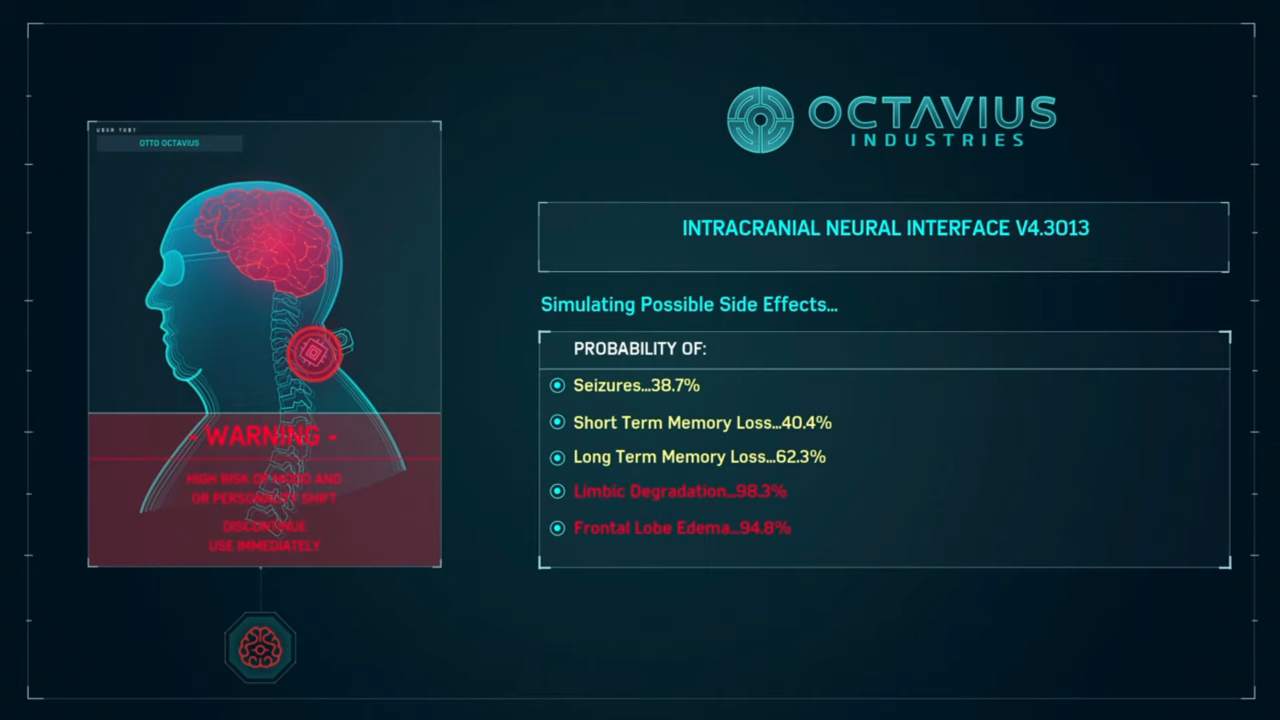 USER TEST
OTTO OCTAVIUS
- WARNING -
HIGH RISK OF MOOD AND
OR PERSONALITY SHIFT
DISCONTINUE
USE IMMEDIATELY
OCTAVIUS
INDUSTRIES
INTRACRANIAL NEURAL INTERFACE V4.3013
Simulating Possible Side Effects...
PROBABILITY OF:
Seizures...38.7%
Short Term Memory Loss...40.4%
Long Term Memory Loss...62.3%
Limbic Degradation...98.3%
Frontal Lobe Edema...94.8%